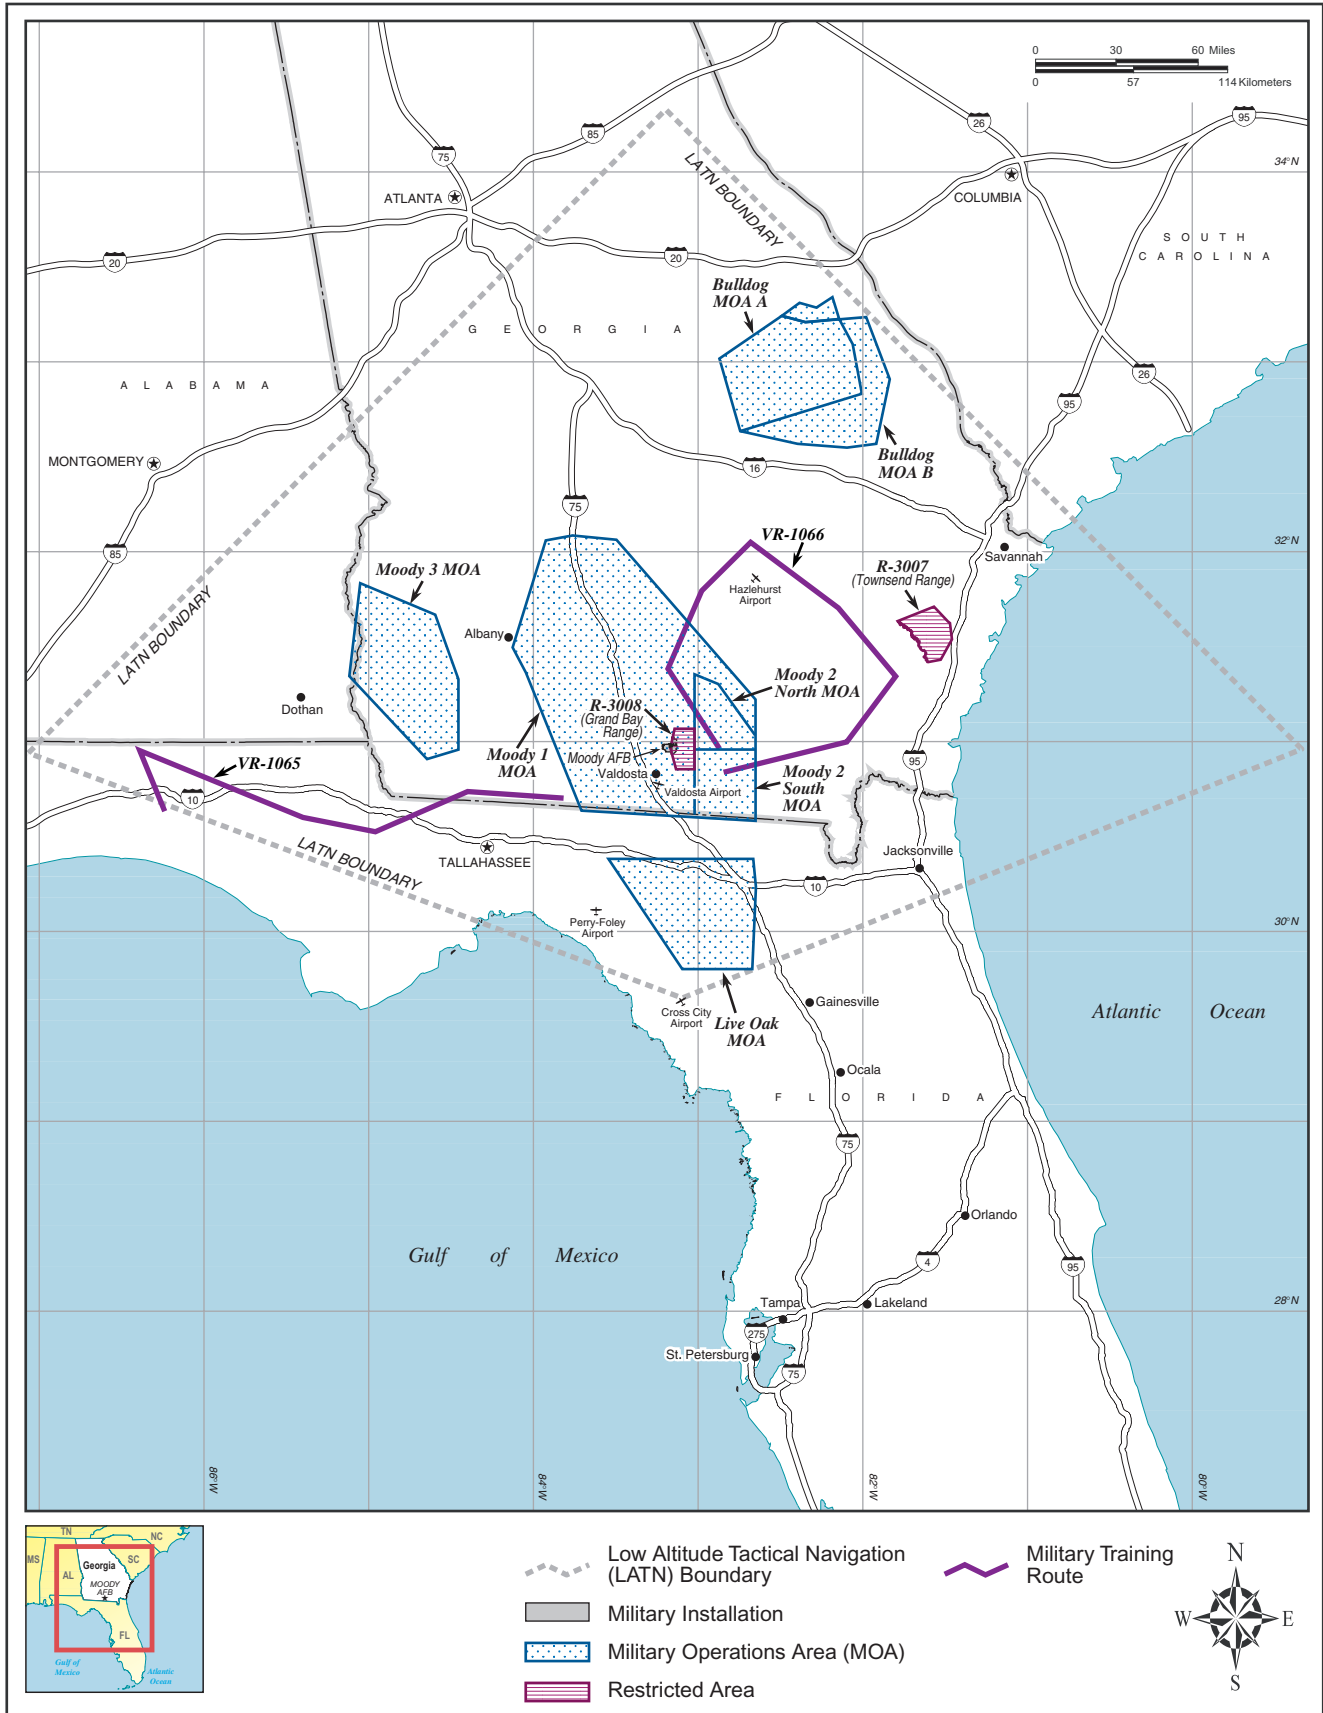 0 30 60 Miles
0 57 114 Kilometers
85
26
95
75
34°N
LATN BOUNDARY
ATLANTA
COLUMBIA
SOUTH
CAROLINA
20
20
Bulldog
MOA A
GEORGIA
ALABAMA
26
95
MONTGOMERY
Bulldog
MOA B
16
75
85
VR-1066
32°N
Savannah
R-3007
(Townsend Range)
Moody 3 MOA
Hazlehurst
Airport
LATN BOUNDARY
Albany
Moody 2
North MOA
Dothan
R-3008
(Grand Bay
Range)
Moody 1
MOA
Moody AFB
Valdosta
Valdosta Airport
Moody 2
South
MOA
VR-1065
95
10
LATN BOUNDARY
TALLAHASSEE
Jacksonville
10
Perry-Foley
Airport
30°N
Gainesville
Cross City
Airport
Live Oak
MOA
Atlantic Ocean
Ocala
FLORIDA
75
Orlando
Gulf of Mexico
4
95
Tampa
Lakeland
28°N
275
St. Petersburg
75
86°W
84°W
82°W
80°W
TN
NC
MS
AL
Georgia
SC
MOODY
AFB
FL
Gulf of
Mexico
Atlantic
Ocean
Low Altitude Tactical Navigation
(LATN) Boundary
Military Installation
Military Operations Area (MOA)
Restricted Area
Military Training
Route
N
W
E
S